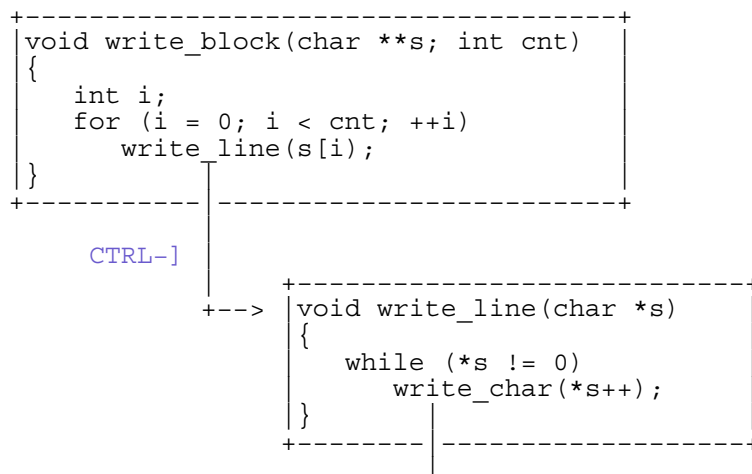 void write_block(char **s; int cnt)
{
int i;
for (i = 0; i < cnt; ++i)
write_line(s[i);
}
CTRL-]
void write_line(char *s)
{
while (*s != 0)
write_char(*s++);
}